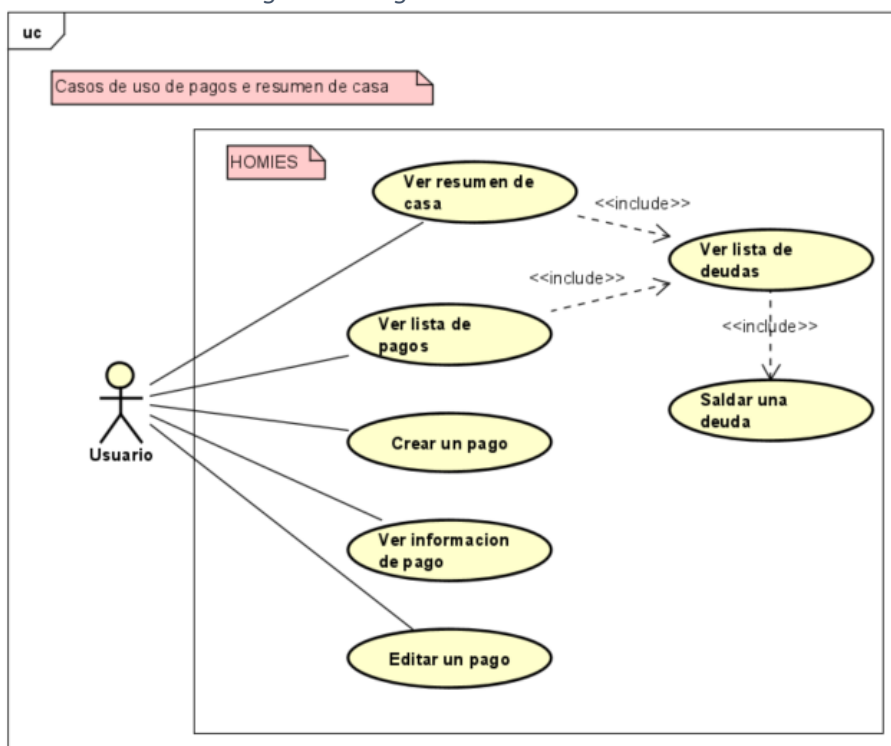 uc
Casos de uso de pagos e resumen de casa
HOMIES
Ver resumen de
casa
<<include>>
Ver lista de
deudas
<<include>>
Ver lista de
pagos
<<include>>
Saldar una
deuda
Usuario
Crear un pago
Ver informacion
de pago
Editar un pago